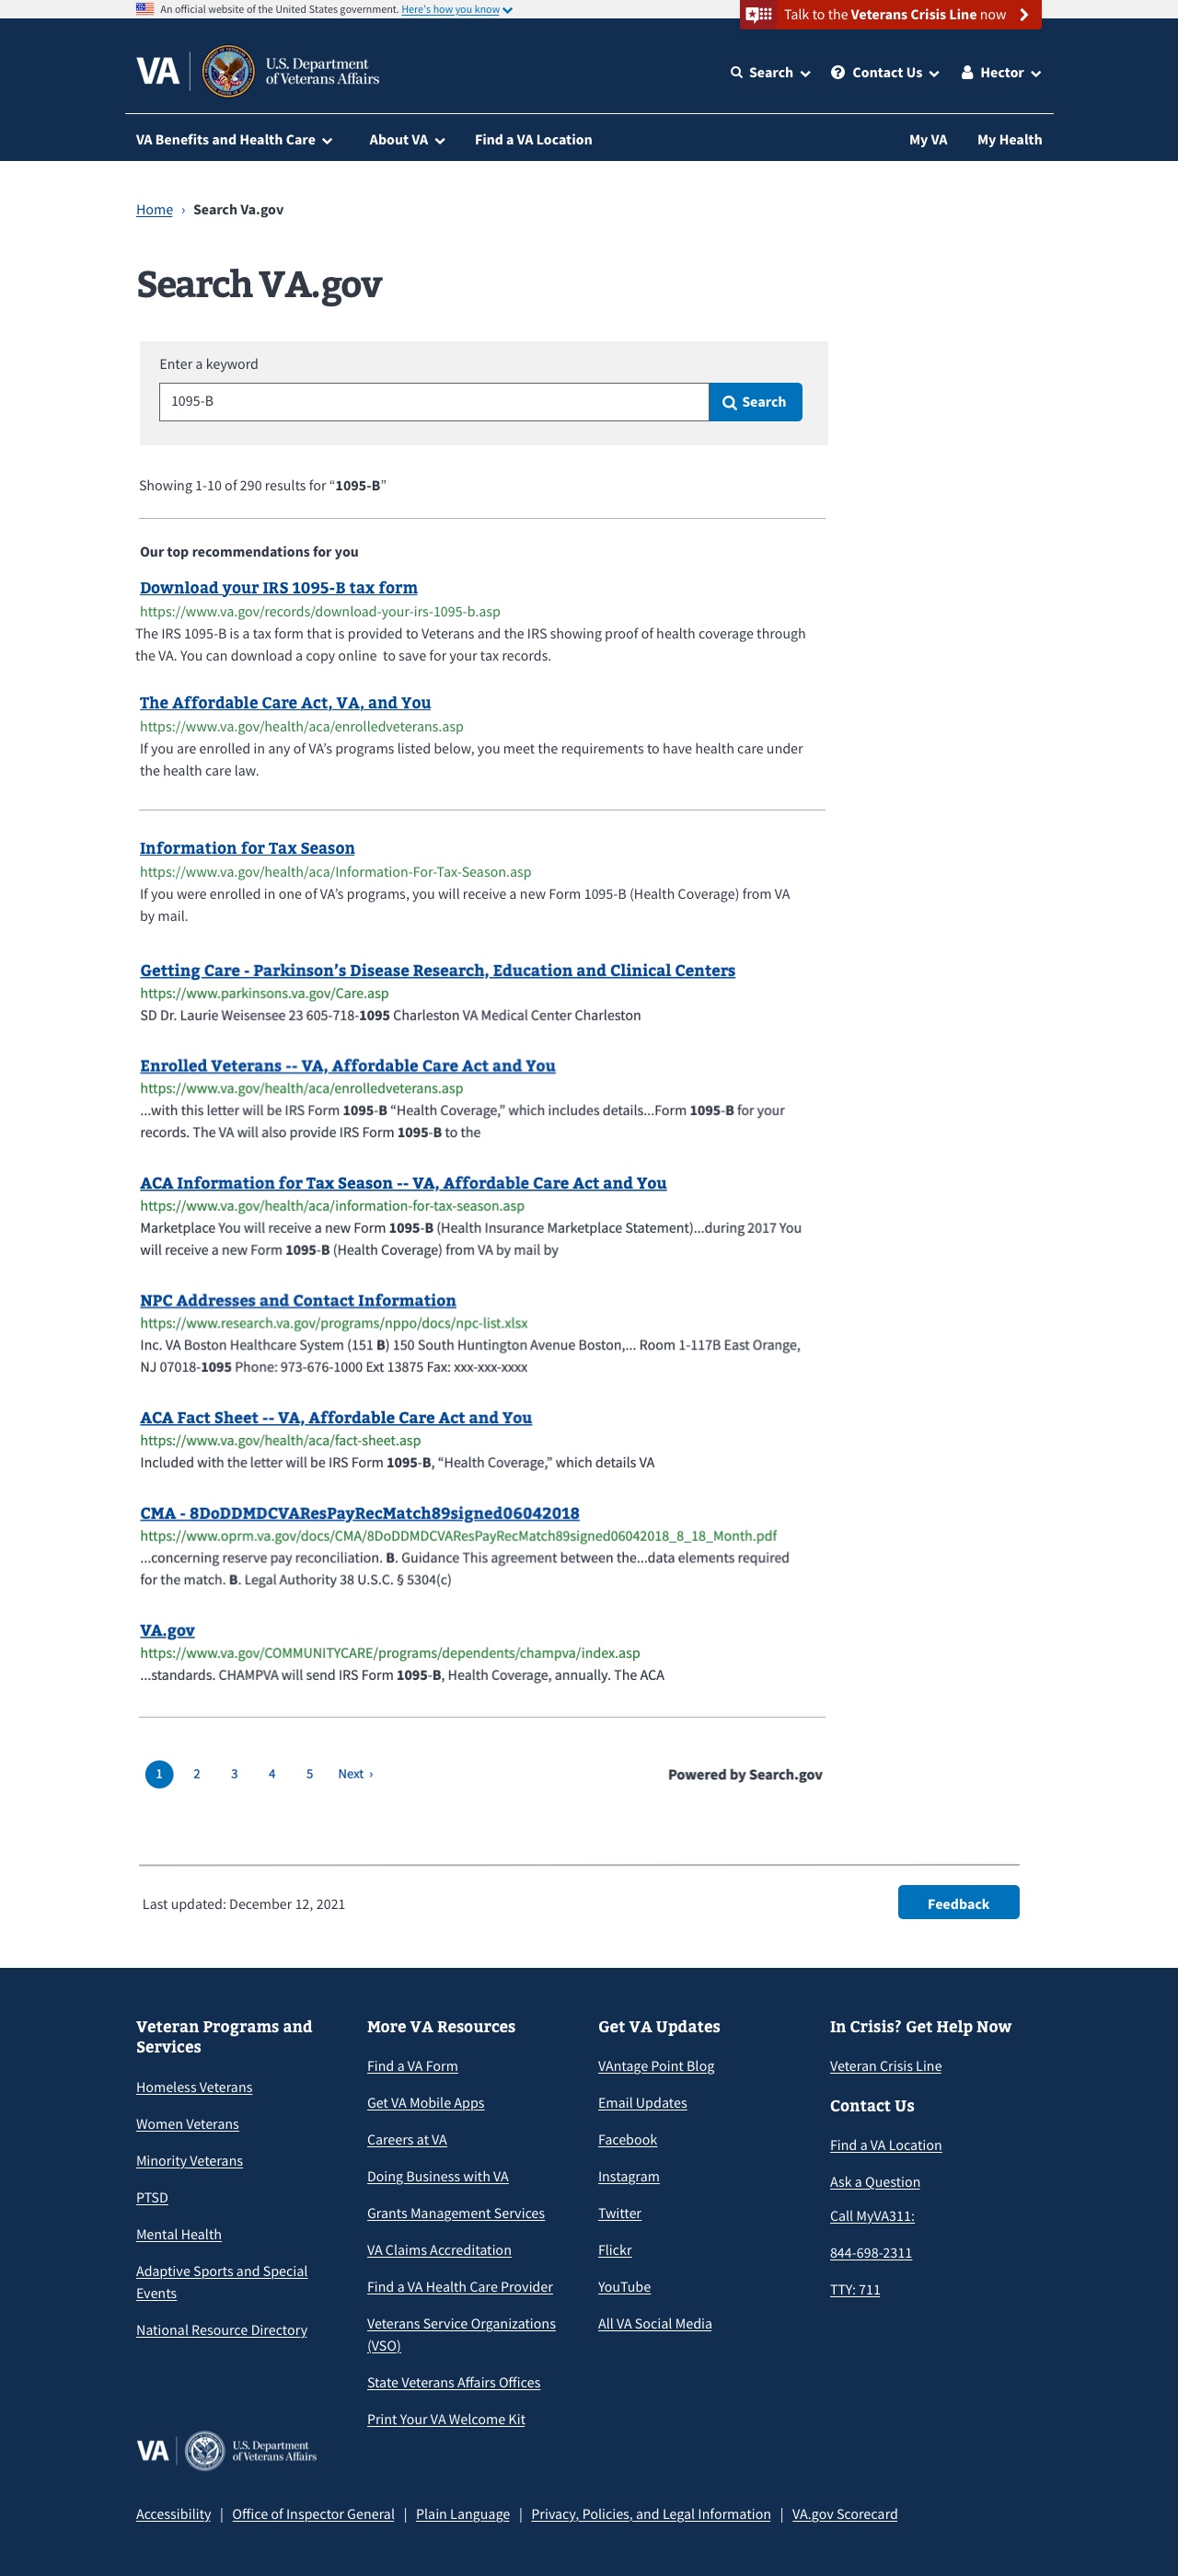 An official website of the United States government. Here's how you know
Talk to the Veterans Crisis Line now
VA
U.S. Department
of Veterans Affairs
Search
Contact Us
Hector
VA Benefits and Health Care
About VA
Find a VA Location
My VA
My Health
Home › Search Va.gov
Search VA.gov
Enter a keyword
1095-B
Search
Showing 1-10 of 290 results for “1095-B”
Our top recommendations for you
Download your IRS 1095-B tax form
https://www.va.gov/records/download-your-irs-1095-b.asp
The IRS 1095-B is a tax form that is provided to Veterans and the IRS showing proof of health coverage through
the VA. You can download a copy online  to save for your tax records.
The Affordable Care Act, VA, and You
https://www.va.gov/health/aca/enrolledveterans.asp
If you are enrolled in any of VA’s programs listed below, you meet the requirements to have health care under
the health care law.
Information for Tax Season
https://www.va.gov/health/aca/Information-For-Tax-Season.asp
If you were enrolled in one of VA’s programs, you will receive a new Form 1095-B (Health Coverage) from VA
by mail.
Getting Care - Parkinson’s Disease Research, Education and Clinical Centers
https://www.parkinsons.va.gov/Care.asp
SD Dr. Laurie Weisensee 23 605-718-1095 Charleston VA Medical Center Charleston
Enrolled Veterans -- VA, Affordable Care Act and You
https://www.va.gov/health/aca/enrolledveterans.asp
...with this letter will be IRS Form 1095-B “Health Coverage,” which includes details...Form 1095-B for your
records. The VA will also provide IRS Form 1095-B to the
ACA Information for Tax Season -- VA, Affordable Care Act and You
https://www.va.gov/health/aca/information-for-tax-season.asp
Marketplace You will receive a new Form 1095-B (Health Insurance Marketplace Statement)...during 2017 You
will receive a new Form 1095-B (Health Coverage) from VA by mail by
NPC Addresses and Contact Information
https://www.research.va.gov/programs/nppo/docs/npc-list.xlsx
Inc. VA Boston Healthcare System (151 B) 150 South Huntington Avenue Boston,... Room 1-117B East Orange,
NJ 07018-1095 Phone: 973-676-1000 Ext 13875 Fax: xxx-xxx-xxxx
ACA Fact Sheet -- VA, Affordable Care Act and You
https://www.va.gov/health/aca/fact-sheet.asp
Included with the letter will be IRS Form 1095-B, “Health Coverage,” which details VA
CMA - 8DoDDMDCVAResPayRecMatch89signed06042018
https://www.oprm.va.gov/docs/CMA/8DoDDMDCVAResPayRecMatch89signed06042018_8_18_Month.pdf
...concerning reserve pay reconciliation. B. Guidance This agreement between the...data elements required
for the match. B. Legal Authority 38 U.S.C. § 5304(c)
VA.gov
https://www.va.gov/COMMUNITYCARE/programs/dependents/champva/index.asp
...standards. CHAMPVA will send IRS Form 1095-B, Health Coverage, annually. The ACA
1 2 3 4 5 Next ›
Powered by Search.gov
Last updated: December 12, 2021
Feedback
Veteran Programs and
Services
Homeless Veterans
Women Veterans
Minority Veterans
PTSD
Mental Health
Adaptive Sports and Special
Events
National Resource Directory
More VA Resources
Find a VA Form
Get VA Mobile Apps
Careers at VA
Doing Business with VA
Grants Management Services
VA Claims Accreditation
Find a VA Health Care Provider
Veterans Service Organizations
(VSO)
State Veterans Affairs Offices
Print Your VA Welcome Kit
Get VA Updates
VAntage Point Blog
Email Updates
Facebook
Instagram
Twitter
Flickr
YouTube
All VA Social Media
In Crisis? Get Help Now
Veteran Crisis Line
Contact Us
Find a VA Location
Ask a Question
Call MyVA311:
844-698-2311
TTY: 711
VA
U.S. Department
of Veterans Affairs
Accessibility | Office of Inspector General | Plain Language | Privacy, Policies, and Legal Information | VA.gov Scorecard